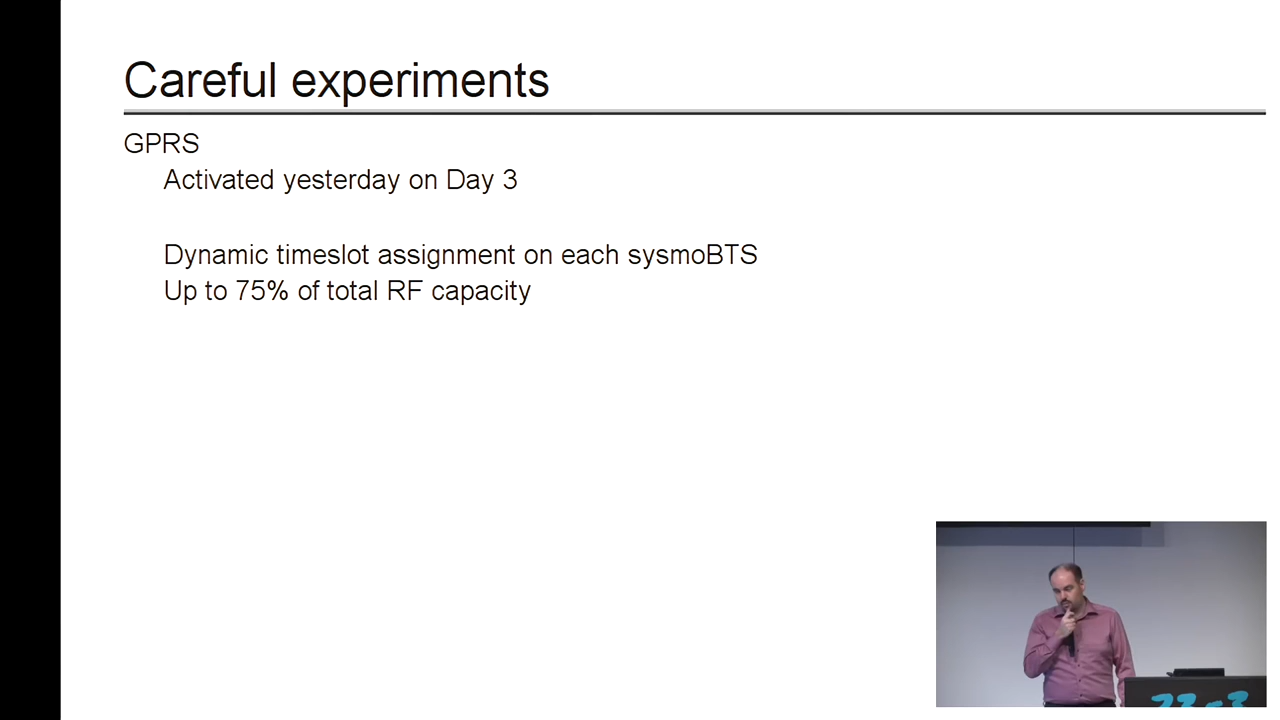 Careful experiments
GPRS
Activated yesterday on Day 3
Dynamic timeslot assignment on each sysmoBTS
Up to 75% of total RF capacity